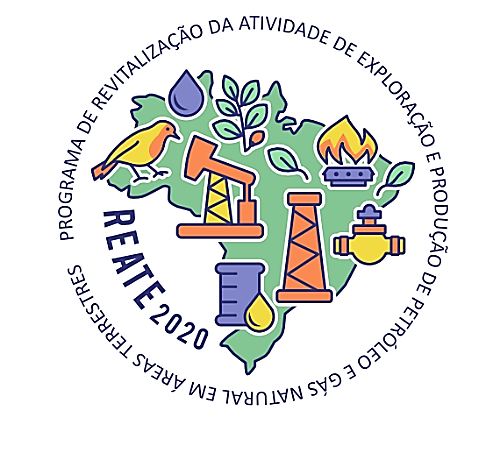 PROGRAMA DE REVITALIZAÇÃO DA ATIVIDADE DE EXPLORAÇÃO E PRODUÇÃO DE PETRÓLEO E GÁS NATURAL EM ÁREAS TERRESTRES
REATE 2020